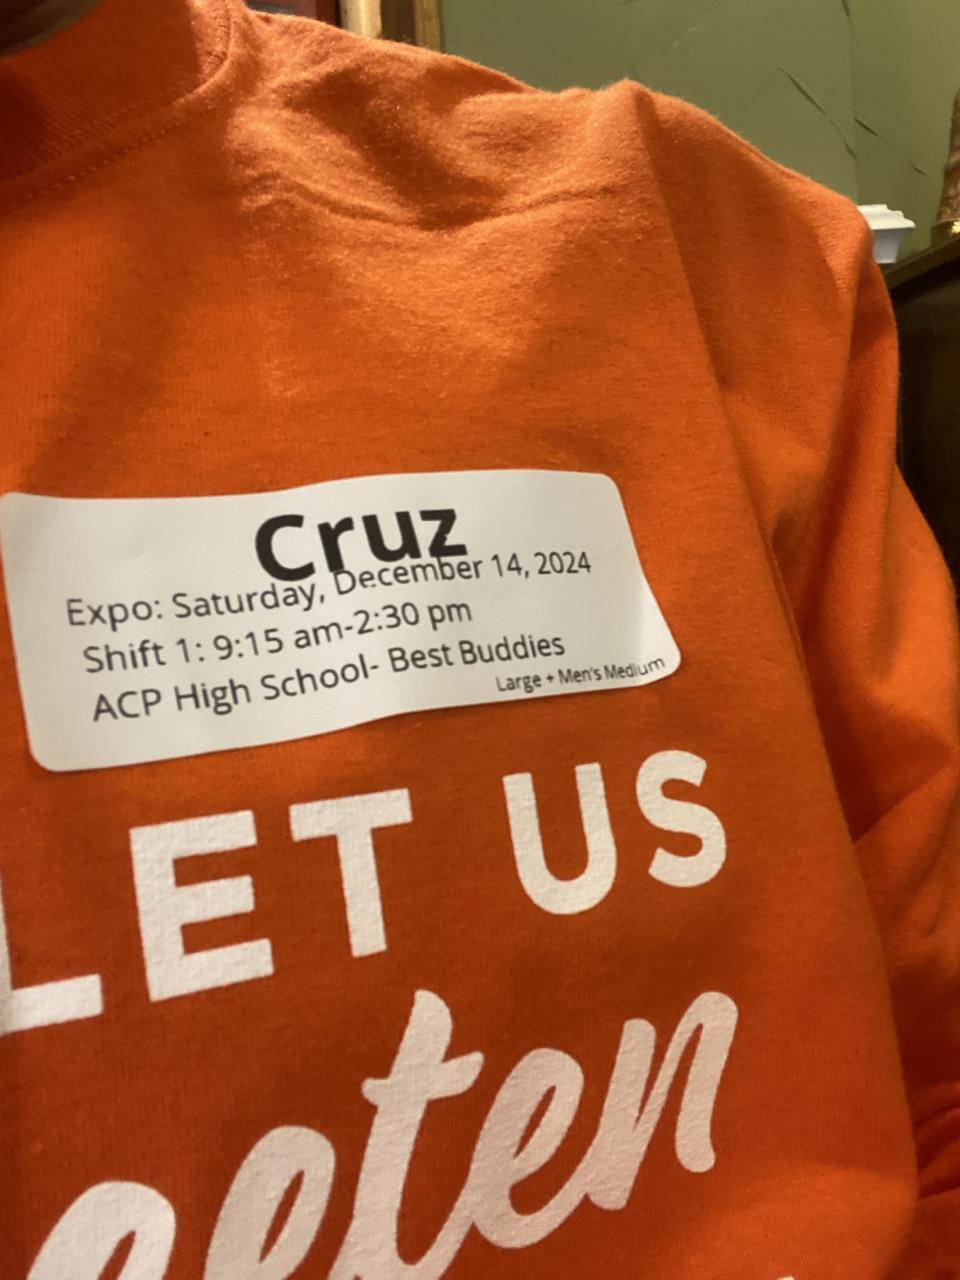 Cruz
Expo: Saturday, December 14, 2024
Shift 1: 9:15 am-2:30 pm
ACP High School- Best Buddies
Large + Men's Medium
LET US